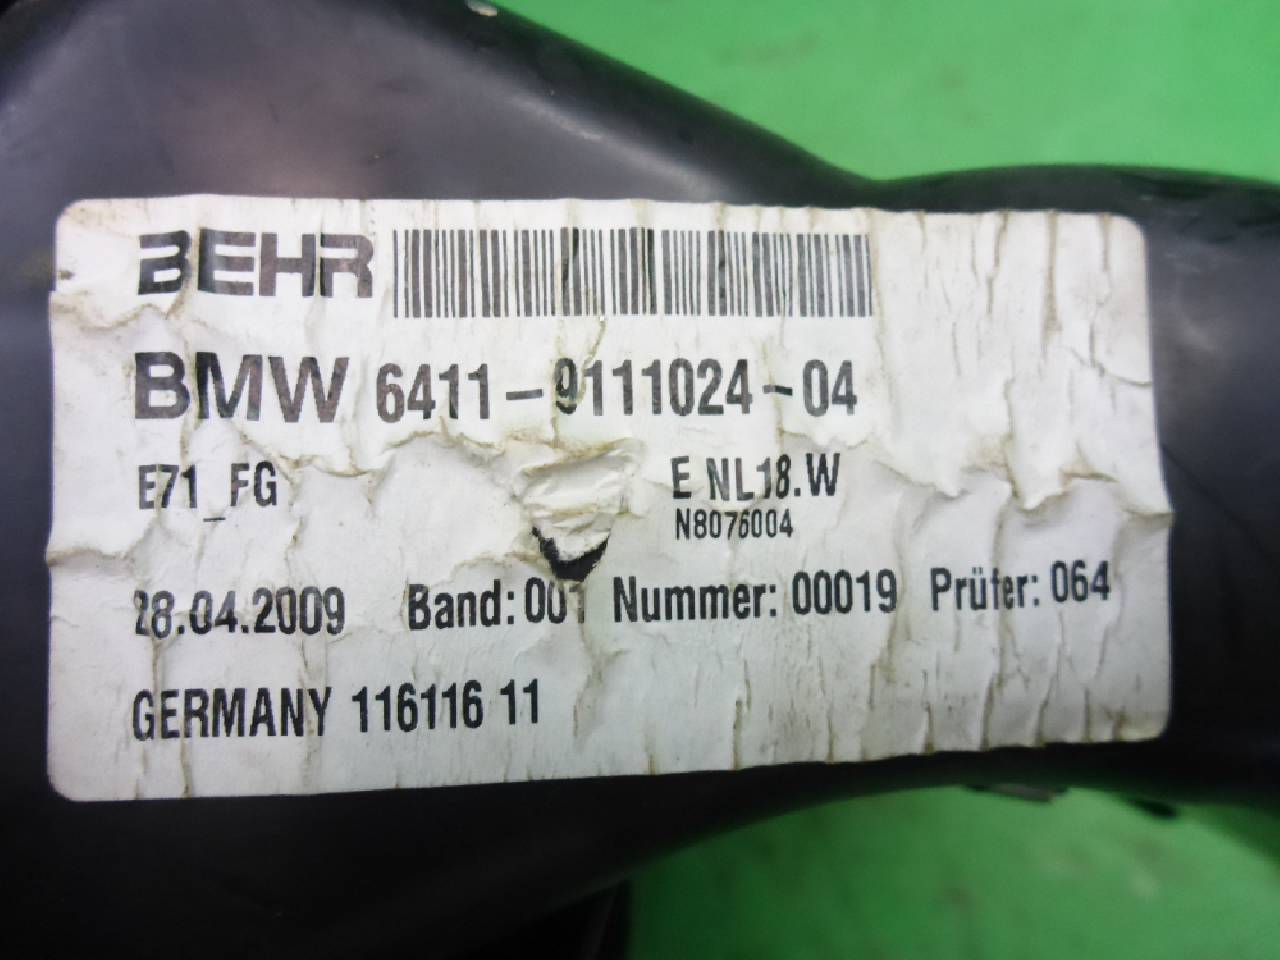 BEHR
BMW 6411-9111024-04
E71_FG E NL18.W
N8076004
28.04.2009 Band: 001 Nummer: 00019 Prüfer: 064
GERMANY 116116 11